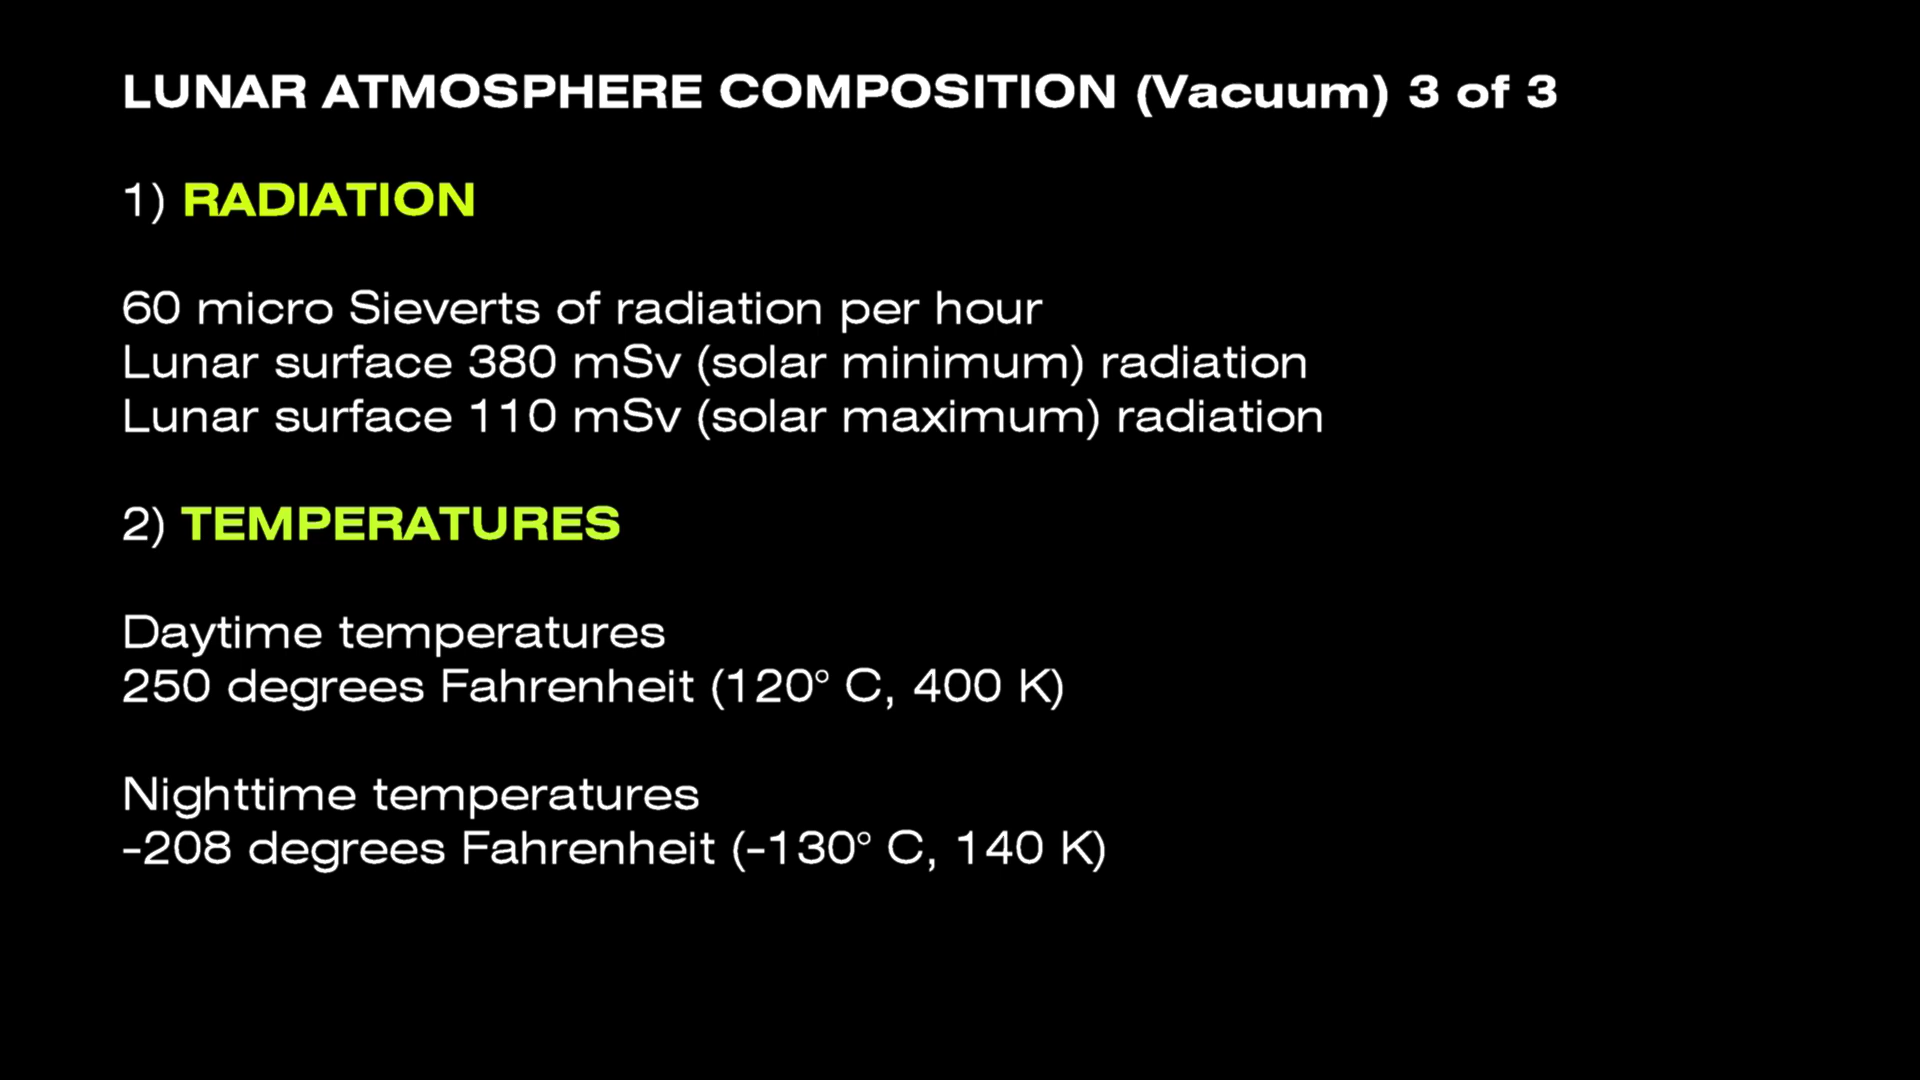 LUNAR ATMOSPHERE COMPOSITION (Vacuum) 3 of 3
1) RADIATION
60 micro Sieverts of radiation per hour
Lunar surface 380 mSv (solar minimum) radiation
Lunar surface 110 mSv (solar maximum) radiation
2) TEMPERATURES
Daytime temperatures
250 degrees Fahrenheit (120° C, 400 K)
Nighttime temperatures
-208 degrees Fahrenheit (-130° C, 140 K)